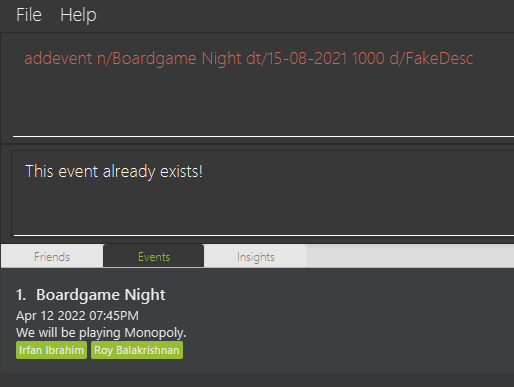 File Help
addevent n/Boardgame Night dt/15-08-2021 1000 d/FakeDesc
This event already exists!
Friends Events Insights
1. Boardgame Night
Apr 12 2022 07:45PM
We will be playing Monopoly.
Irfan Ibrahim Roy Balakrishnan